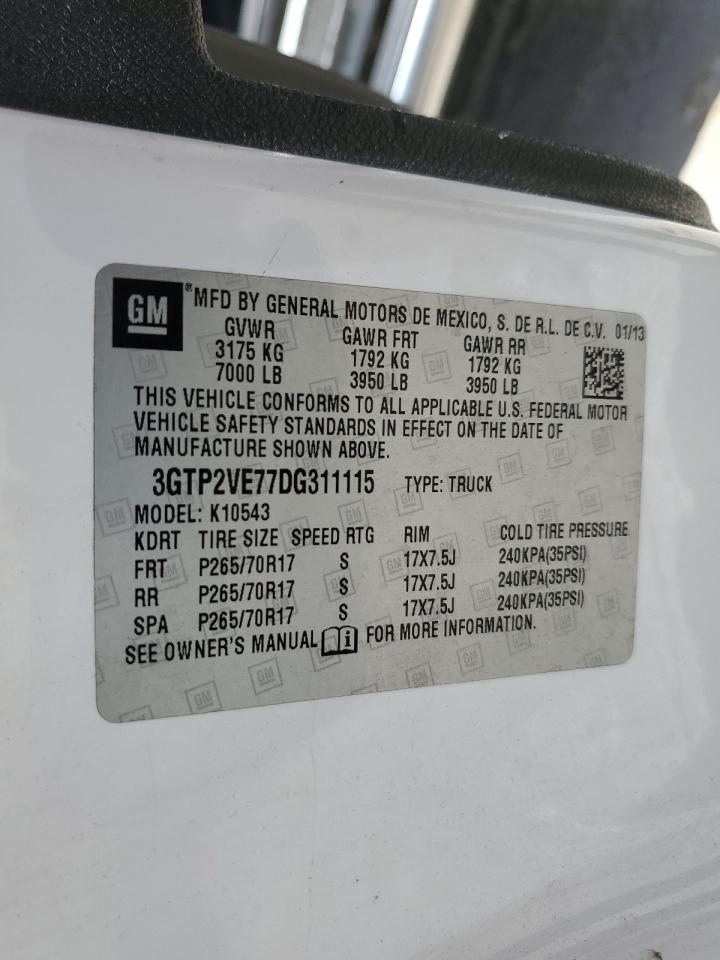 GM ® MFD BY GENERAL MOTORS DE MEXICO, S. DE R.L. DE C.V. 01/13
GVWR GAWR FRT GAWR RR
3175 KG 1792 KG 1792 KG
7000 LB 3950 LB 3950 LB
THIS VEHICLE CONFORMS TO ALL APPLICABLE U.S. FEDERAL MOTOR
VEHICLE SAFETY STANDARDS IN EFFECT ON THE DATE OF
MANUFACTURE SHOWN ABOVE.
3GTP2VE77DG311115 TYPE: TRUCK
MODEL: K10543
KDRT TIRE SIZE SPEED RTG RIM COLD TIRE PRESSURE
FRT P265/70R17 S 17X7.5J 240KPA(35PSI)
RR P265/70R17 S 17X7.5J 240KPA(35PSI)
SPA P265/70R17 S 17X7.5J 240KPA(35PSI)
SEE OWNER'S MANUAL i FOR MORE INFORMATION.